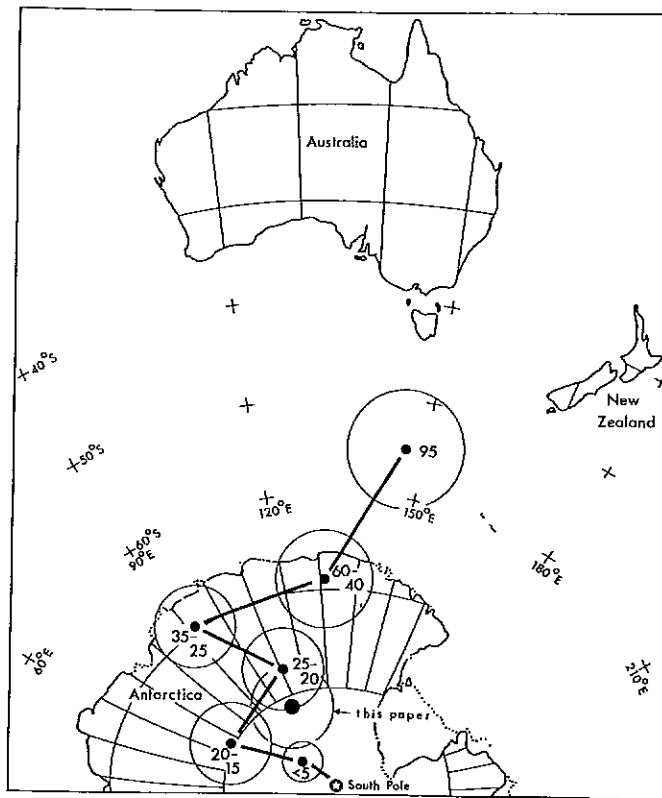 Australia
40°S
New
Zealand
95
50°S
120°E
150°E
60°S
90°E
180°E
60-
40
35-
25
25-
20
60°E
210°E
Antarctica
this paper
20-
15
<5
South Pole